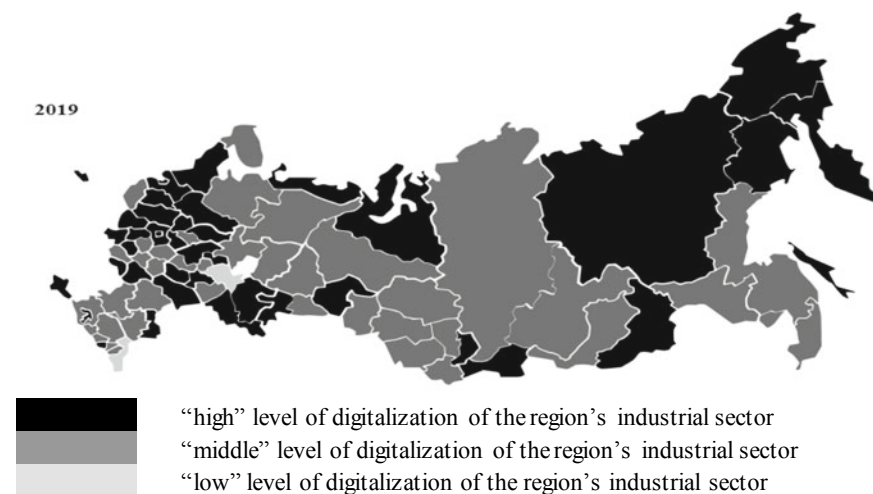 2019
“high” level of digitalization of the region’s industrial sector
“middle” level of digitalization of the region’s industrial sector
“low” level of digitalization of the region’s industrial sector